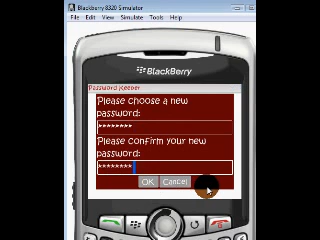 Blackberry 8320 Simulator
File Edit View Simulate Tools Help
BlackBerry
Password Keeper
Please choose a new
password:
********
Please confirm your new
password:
********
OK Cancel